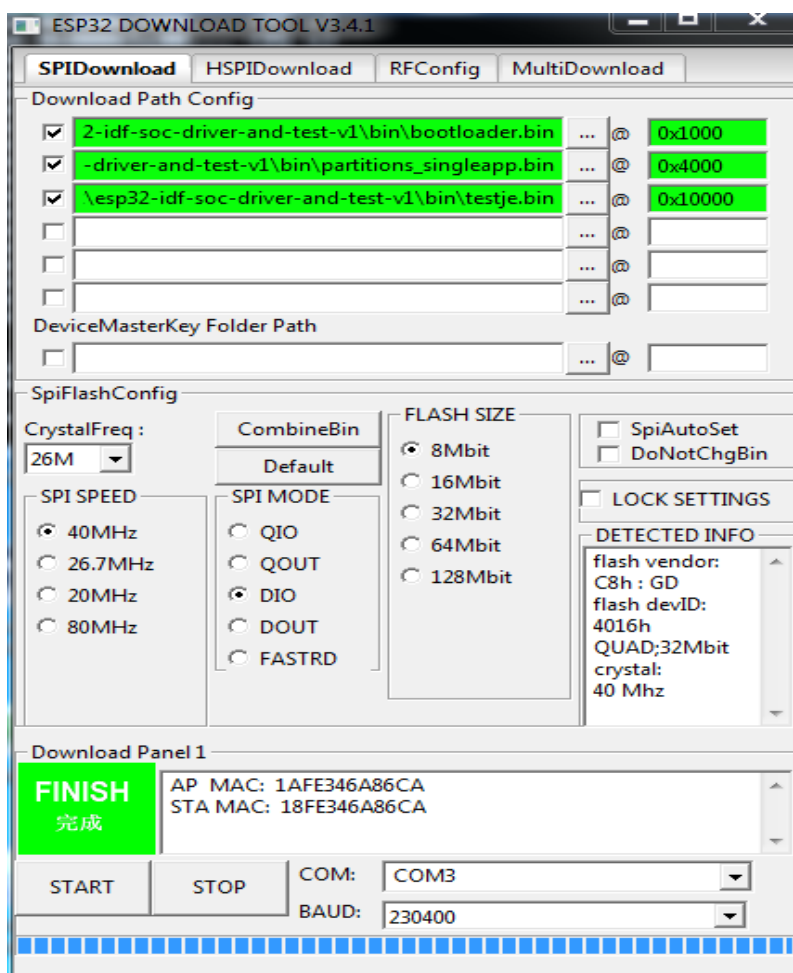 ESP32 DOWNLOAD TOOL V3.4.1
SPIDownload HSPIDownload RFConfig MultiDownload
Download Path Config
2-idf-soc-driver-and-test-v1\bin\bootloader.bin ... @ 0x1000
-driver-and-test-v1\bin\partitions_singleapp.bin ... @ 0x4000
\esp32-idf-soc-driver-and-test-v1\bin\testje.bin ... @ 0x10000
... @
... @
... @
DeviceMasterKey Folder Path
... @
SpiFlashConfig
CrystalFreq :
26M
CombineBin
Default
SPI SPEED
40MHz
26.7MHz
20MHz
80MHz
SPI MODE
QIO
QOUT
DIO
DOUT
FASTRD
FLASH SIZE
8Mbit
16Mbit
32Mbit
64Mbit
128Mbit
SpiAutoSet
DoNotChgBin
LOCK SETTINGS
DETECTED INFO
flash vendor:
C8h : GD
flash devID:
4016h
QUAD;32Mbit
crystal:
40 Mhz
Download Panel 1
FINISH
完成
AP MAC: 1AFE346A86CA
STA MAC: 18FE346A86CA
START STOP
COM: COM3
BAUD: 230400